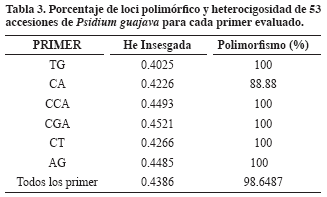 Tabla 3. Porcentaje de loci polimórfico y heterocigosidad de 53
accesiones de Psidium guajava para cada primer evaluado.
PRIMER He Insesgada Polimorfismo (%)
TG 0.4025 100
CA 0.4226 88.88
CCA 0.4493 100
CGA 0.4521 100
CT 0.4266 100
AG 0.4485 100
Todos los primer 0.4386 98.6487